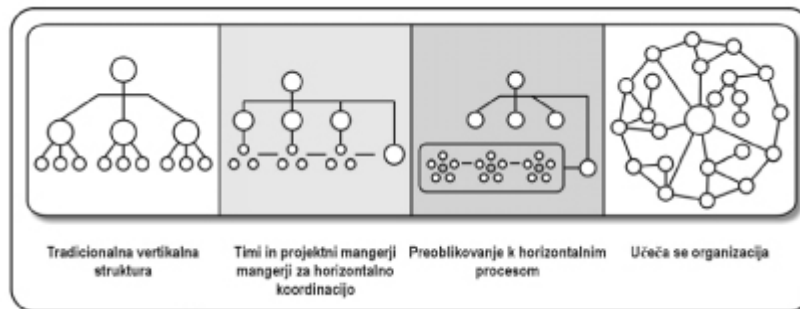 Tradicionalna vertikalna
struktura
Timi in projektni mangerji
mangerji za horizontalno
koordinacijo
Preoblikovanje k horizontalnim
procesom
Učeča se organizacija